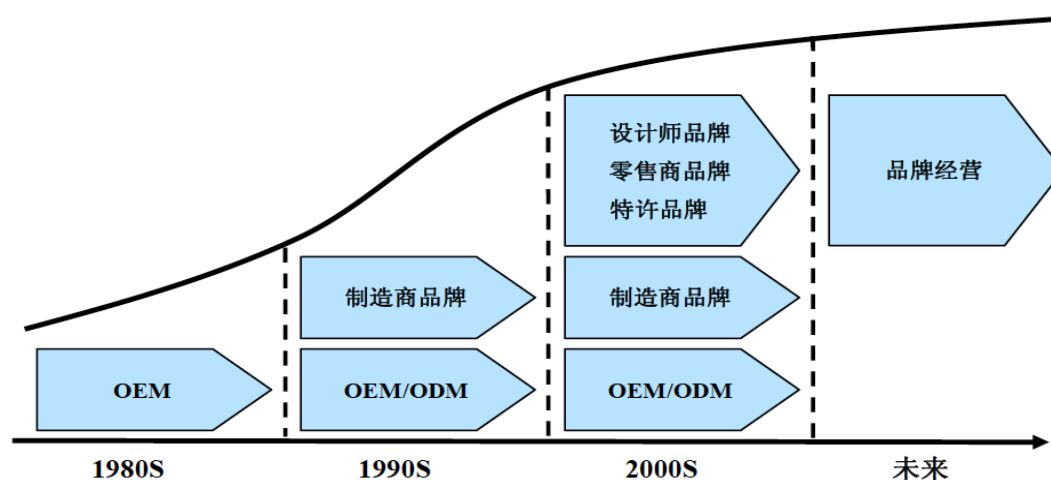 设计师品牌
零售商品牌
特许品牌
品牌经营
制造商品牌
制造商品牌
OEM
OEM/ODM
OEM/ODM
1980S
1990S
2000S
未来